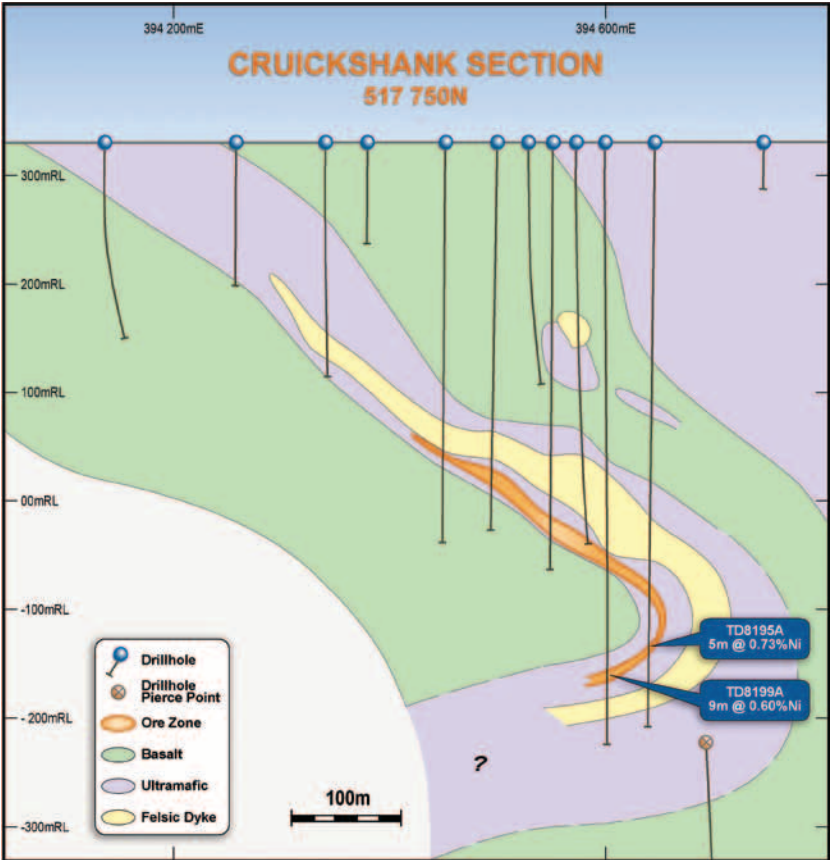 394 200mE
394 600mE
CRUICKSHANK SECTION
517 750N
300mRL
200mRL
100mRL
00mRL
-100mRL
-200mRL
-300mRL
TD8195A
5m @ 0.73%Ni
TD8199A
9m @ 0.60%Ni
Drillhole
Drillhole
Pierce Point
Ore Zone
Basalt
Ultramafic
Felsic Dyke
100m
?